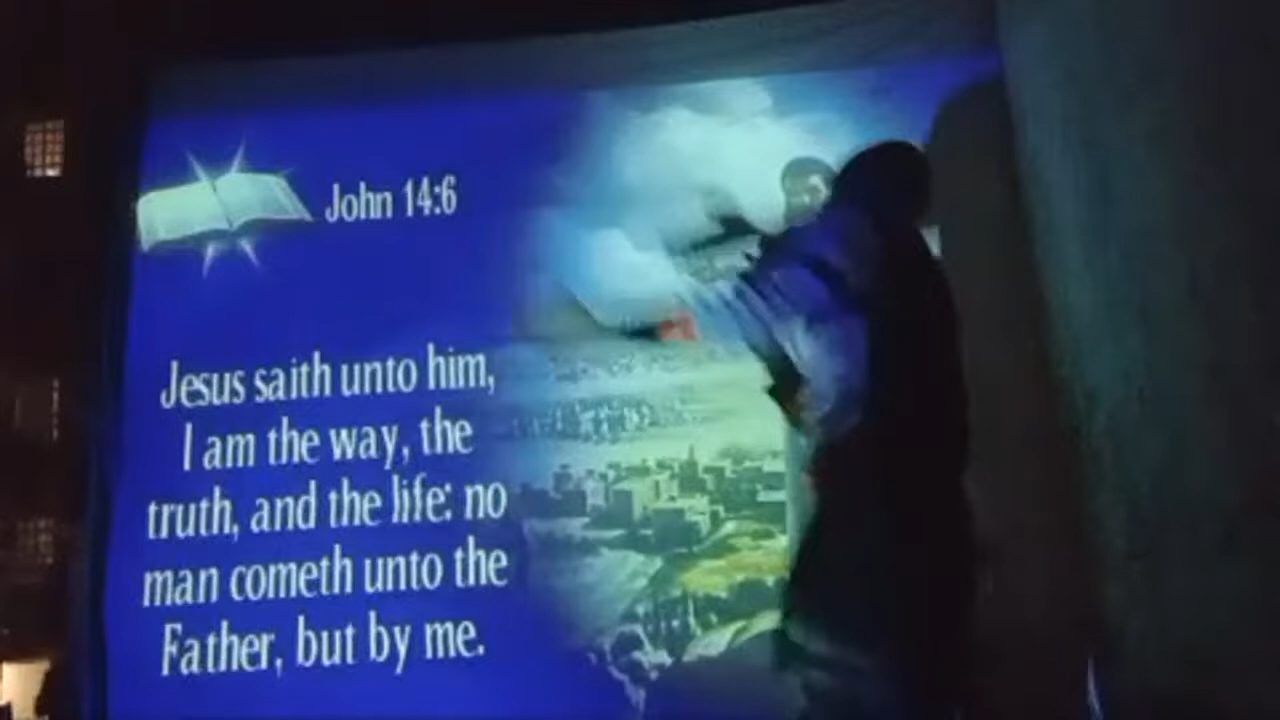 John 14:6
Jesus saith unto him,
I am the way, the
truth, and the life: no
man cometh unto the
Father, but by me.